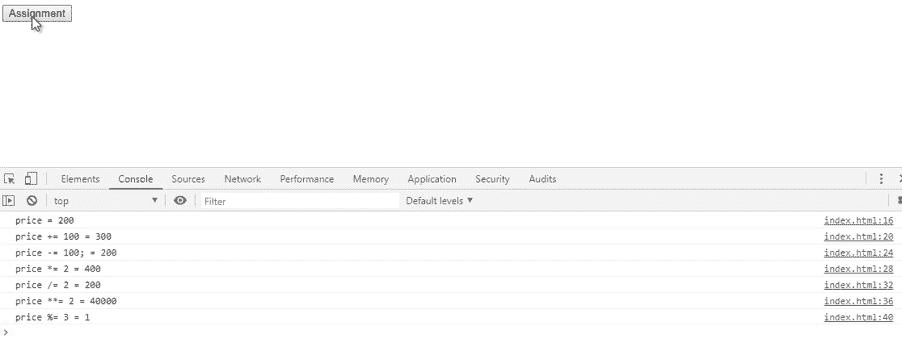 Assignment
Elements Console Sources Network Performance Memory Application Security Audits
top Filter Default levels
price = 200 index.html:16
price += 100 = 300 index.html:20
price -= 100; = 200 index.html:24
price *= 2 = 400 index.html:28
price /= 2 = 200 index.html:32
price **= 2 = 40000 index.html:36
price %= 3 = 1 index.html:40
>